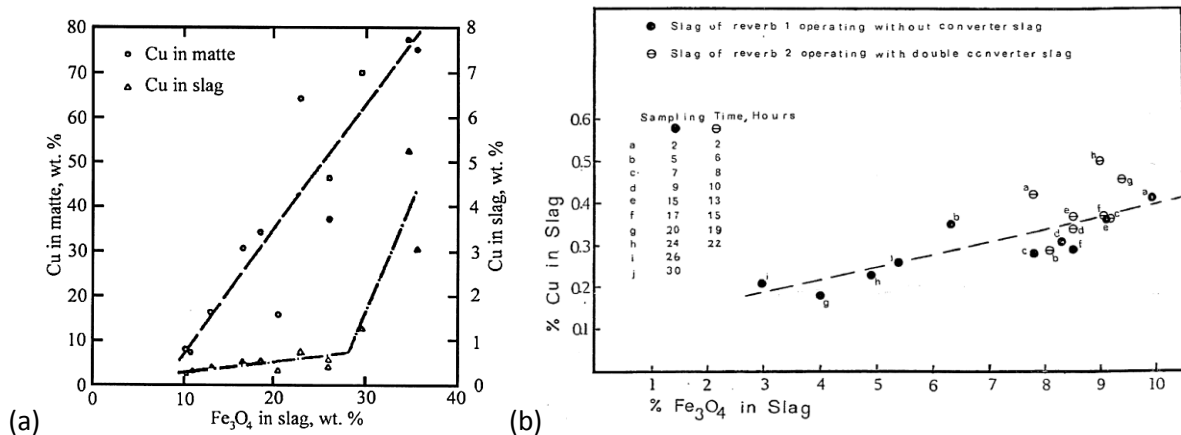 80
70
60
50
40
30
20
10
0
Cu in matte, wt. %
Cu in matte
Cu in slag
8
7
6
5
4
3
2
1
0
Cu in slag, wt. %
0 10 20 30 40
Fe3O4 in slag, wt. %
(a)
Slag of reverb 1 operating without converter slag
Slag of reverb 2 operating with double converter slag
Sampling Time, Hours
a 2 2
b 5 6
c 7 8
d 9 10
e 15 13
f 17 15
g 20 19
h 24 22
i 26
j 30
0.6
0.5
0.4
0.3
0.2
0.1
% Cu in Slag
h
g
a
a
b
e
f
c
d
d
e
c
b
f
h
i
g
1 2 3 4 5 6 7 8 9 10
% Fe3O4 in Slag
(b)